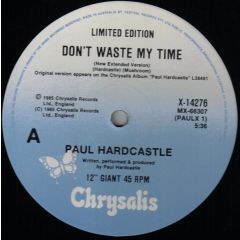 LIMITED EDITION
DON'T WASTE MY TIME
(New Extended Version)
(Hardcastle) (Mushroom)
Original version appears on the Chrysalis Album "Paul Hardcastle" L38491
℗ 1985 Chrysalis Records
Ltd., England
© 1985 Chrysalis Records
Ltd., England
X-14276
MX-66307
(PAULX 1)
5:36
A
PAUL HARDCASTLE
Written, performed & produced
by Paul Hardcastle
12" GIANT 45 RPM
Chrysalis